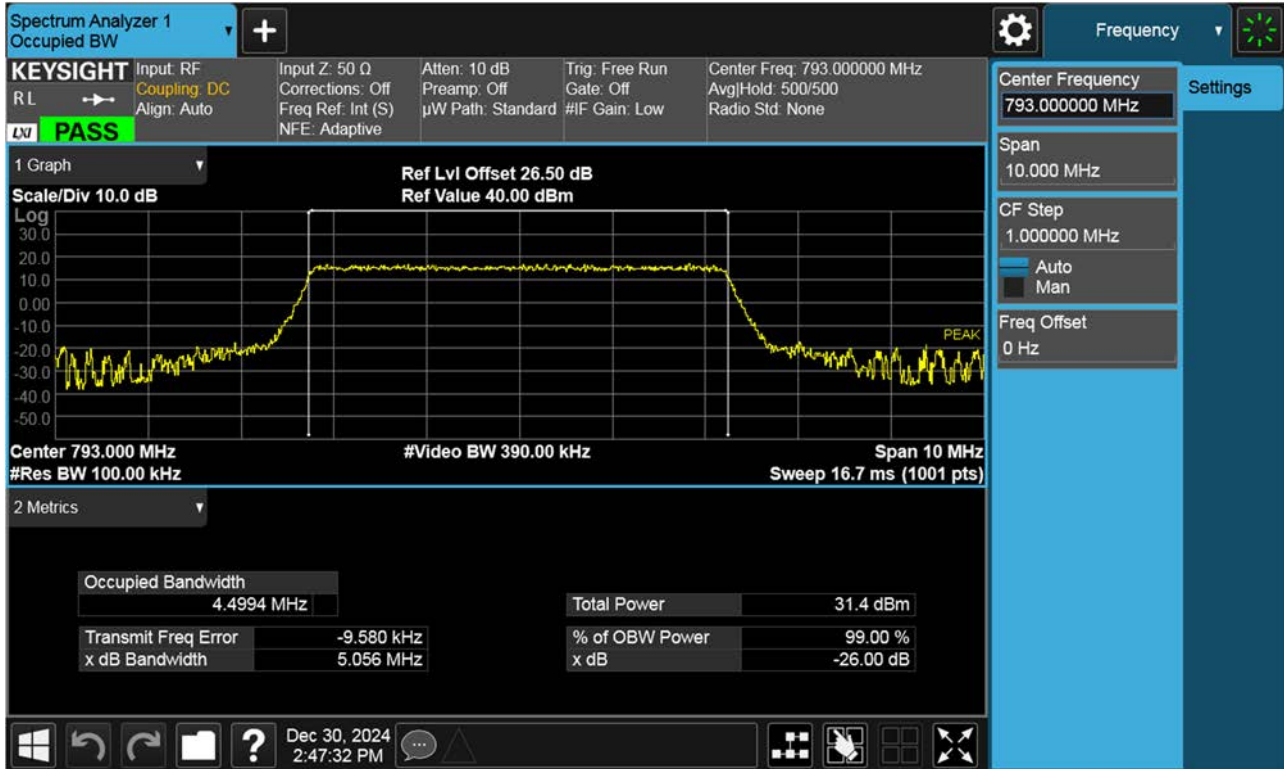 Spectrum Analyzer 1
Occupied BW
+
Frequency
KEYSIGHT
RL
LXI
PASS
Input: RF
Coupling: DC
Align: Auto
Input Z: 50 Ω
Corrections: Off
Freq Ref: Int (S)
NFE: Adaptive
Atten: 10 dB
Preamp: Off
µW Path: Standard
Trig: Free Run
Gate: Off
#IF Gain: Low
Center Freq: 793.000000 MHz
Avg|Hold: 500/500
Radio Std: None
Center Frequency
793.000000 MHz
Settings
Span
10.000 MHz
CF Step
1.000000 MHz
Auto
Man
Freq Offset
0 Hz
1 Graph
Scale/Div 10.0 dB
Ref Lvl Offset 26.50 dB
Ref Value 40.00 dBm
Log
30.0
20.0
10.0
0.00
-10.0
-20.0
-30.0
-40.0
-50.0
PEAK
Center 793.000 MHz
#Video BW 390.00 kHz
Span 10 MHz
#Res BW 100.00 kHz
Sweep 16.7 ms (1001 pts)
2 Metrics
Occupied Bandwidth
4.4994 MHz
Total Power 31.4 dBm
Transmit Freq Error -9.580 kHz
% of OBW Power 99.00 %
x dB Bandwidth 5.056 MHz
x dB -26.00 dB
?
Dec 30, 2024
2:47:32 PM